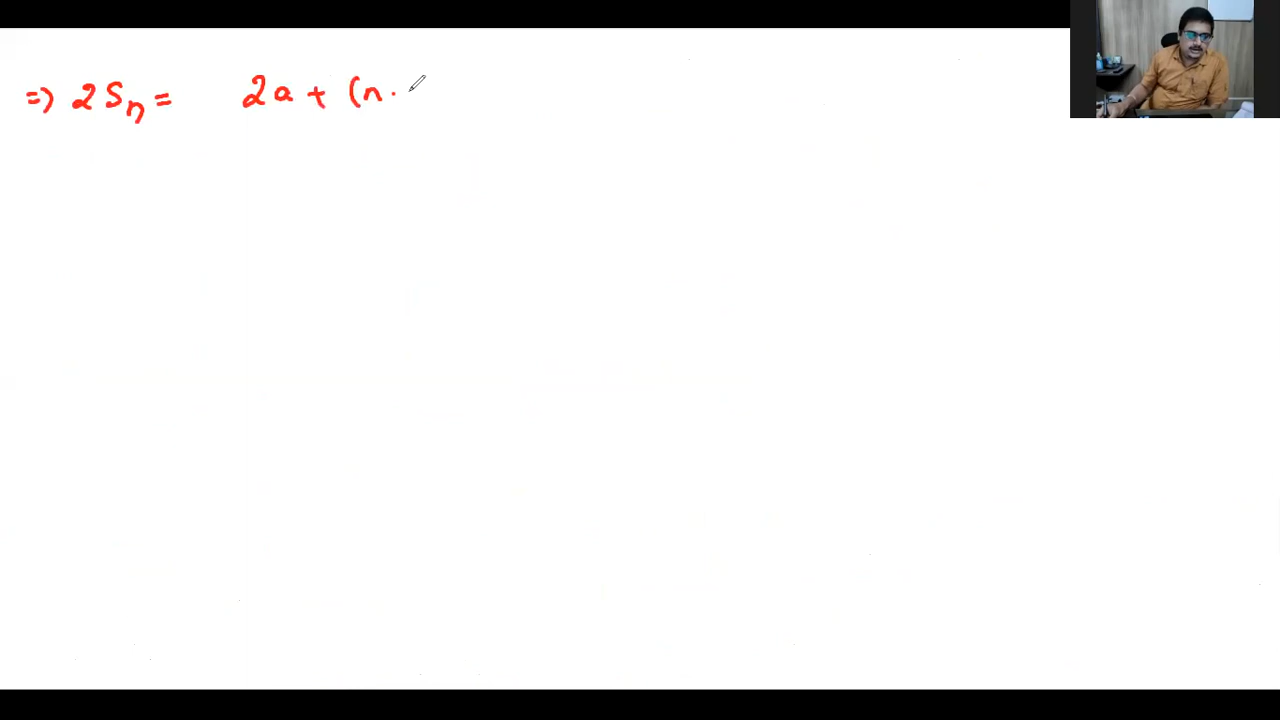 => 2Sₙ = 2a + (n -